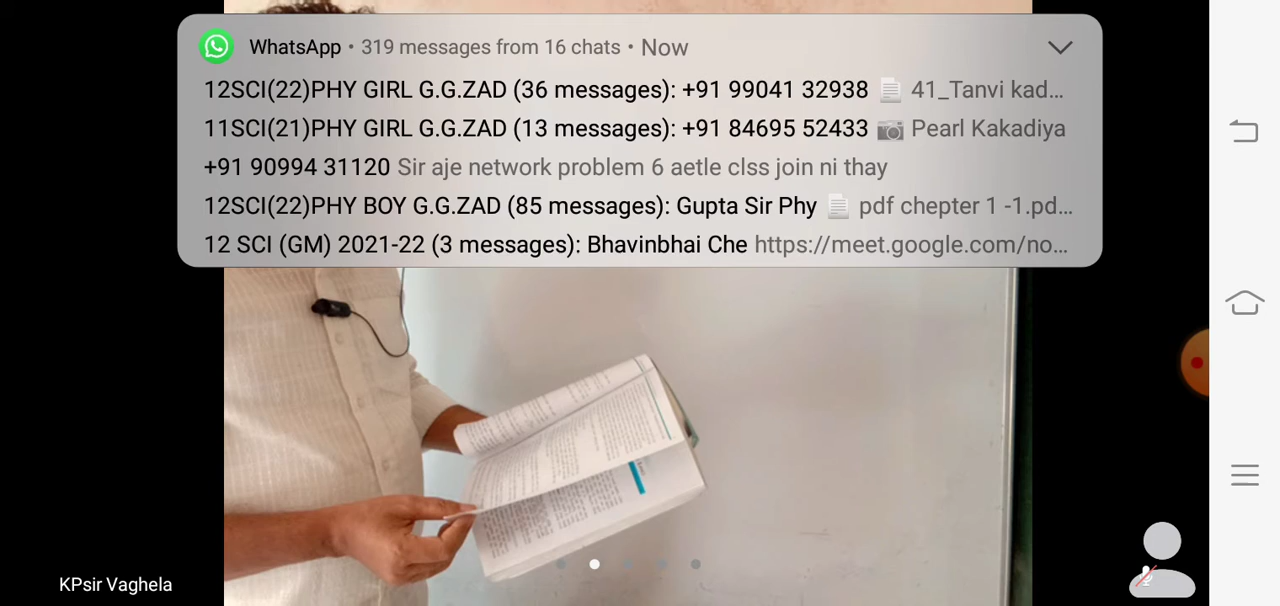 WhatsApp • 319 messages from 16 chats • Now
12SCI(22)PHY GIRL G.G.ZAD (36 messages): +91 99041 32938 📄 41_Tanvi kad...
11SCI(21)PHY GIRL G.G.ZAD (13 messages): +91 84695 52433 📷 Pearl Kakadiya
+91 90994 31120 Sir aje network problem 6 aetle clss join ni thay
12SCI(22)PHY BOY G.G.ZAD (85 messages): Gupta Sir Phy 📄 pdf chepter 1 -1.pd...
12 SCI (GM) 2021-22 (3 messages): Bhavinbhai Che https://meet.google.com/no...
KPsir Vaghela